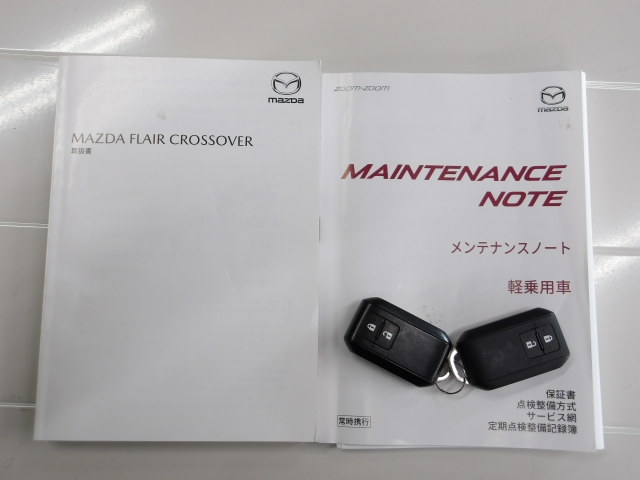 mazda
MAZDA FLAIR CROSSOVER
取扱書
zoom-zoom
mazda
MAINTENANCE
NOTE
メンテナンスノート
軽乗用車
保証書
点検整備方式
サービス網
定期点検整備記録簿
常時携行